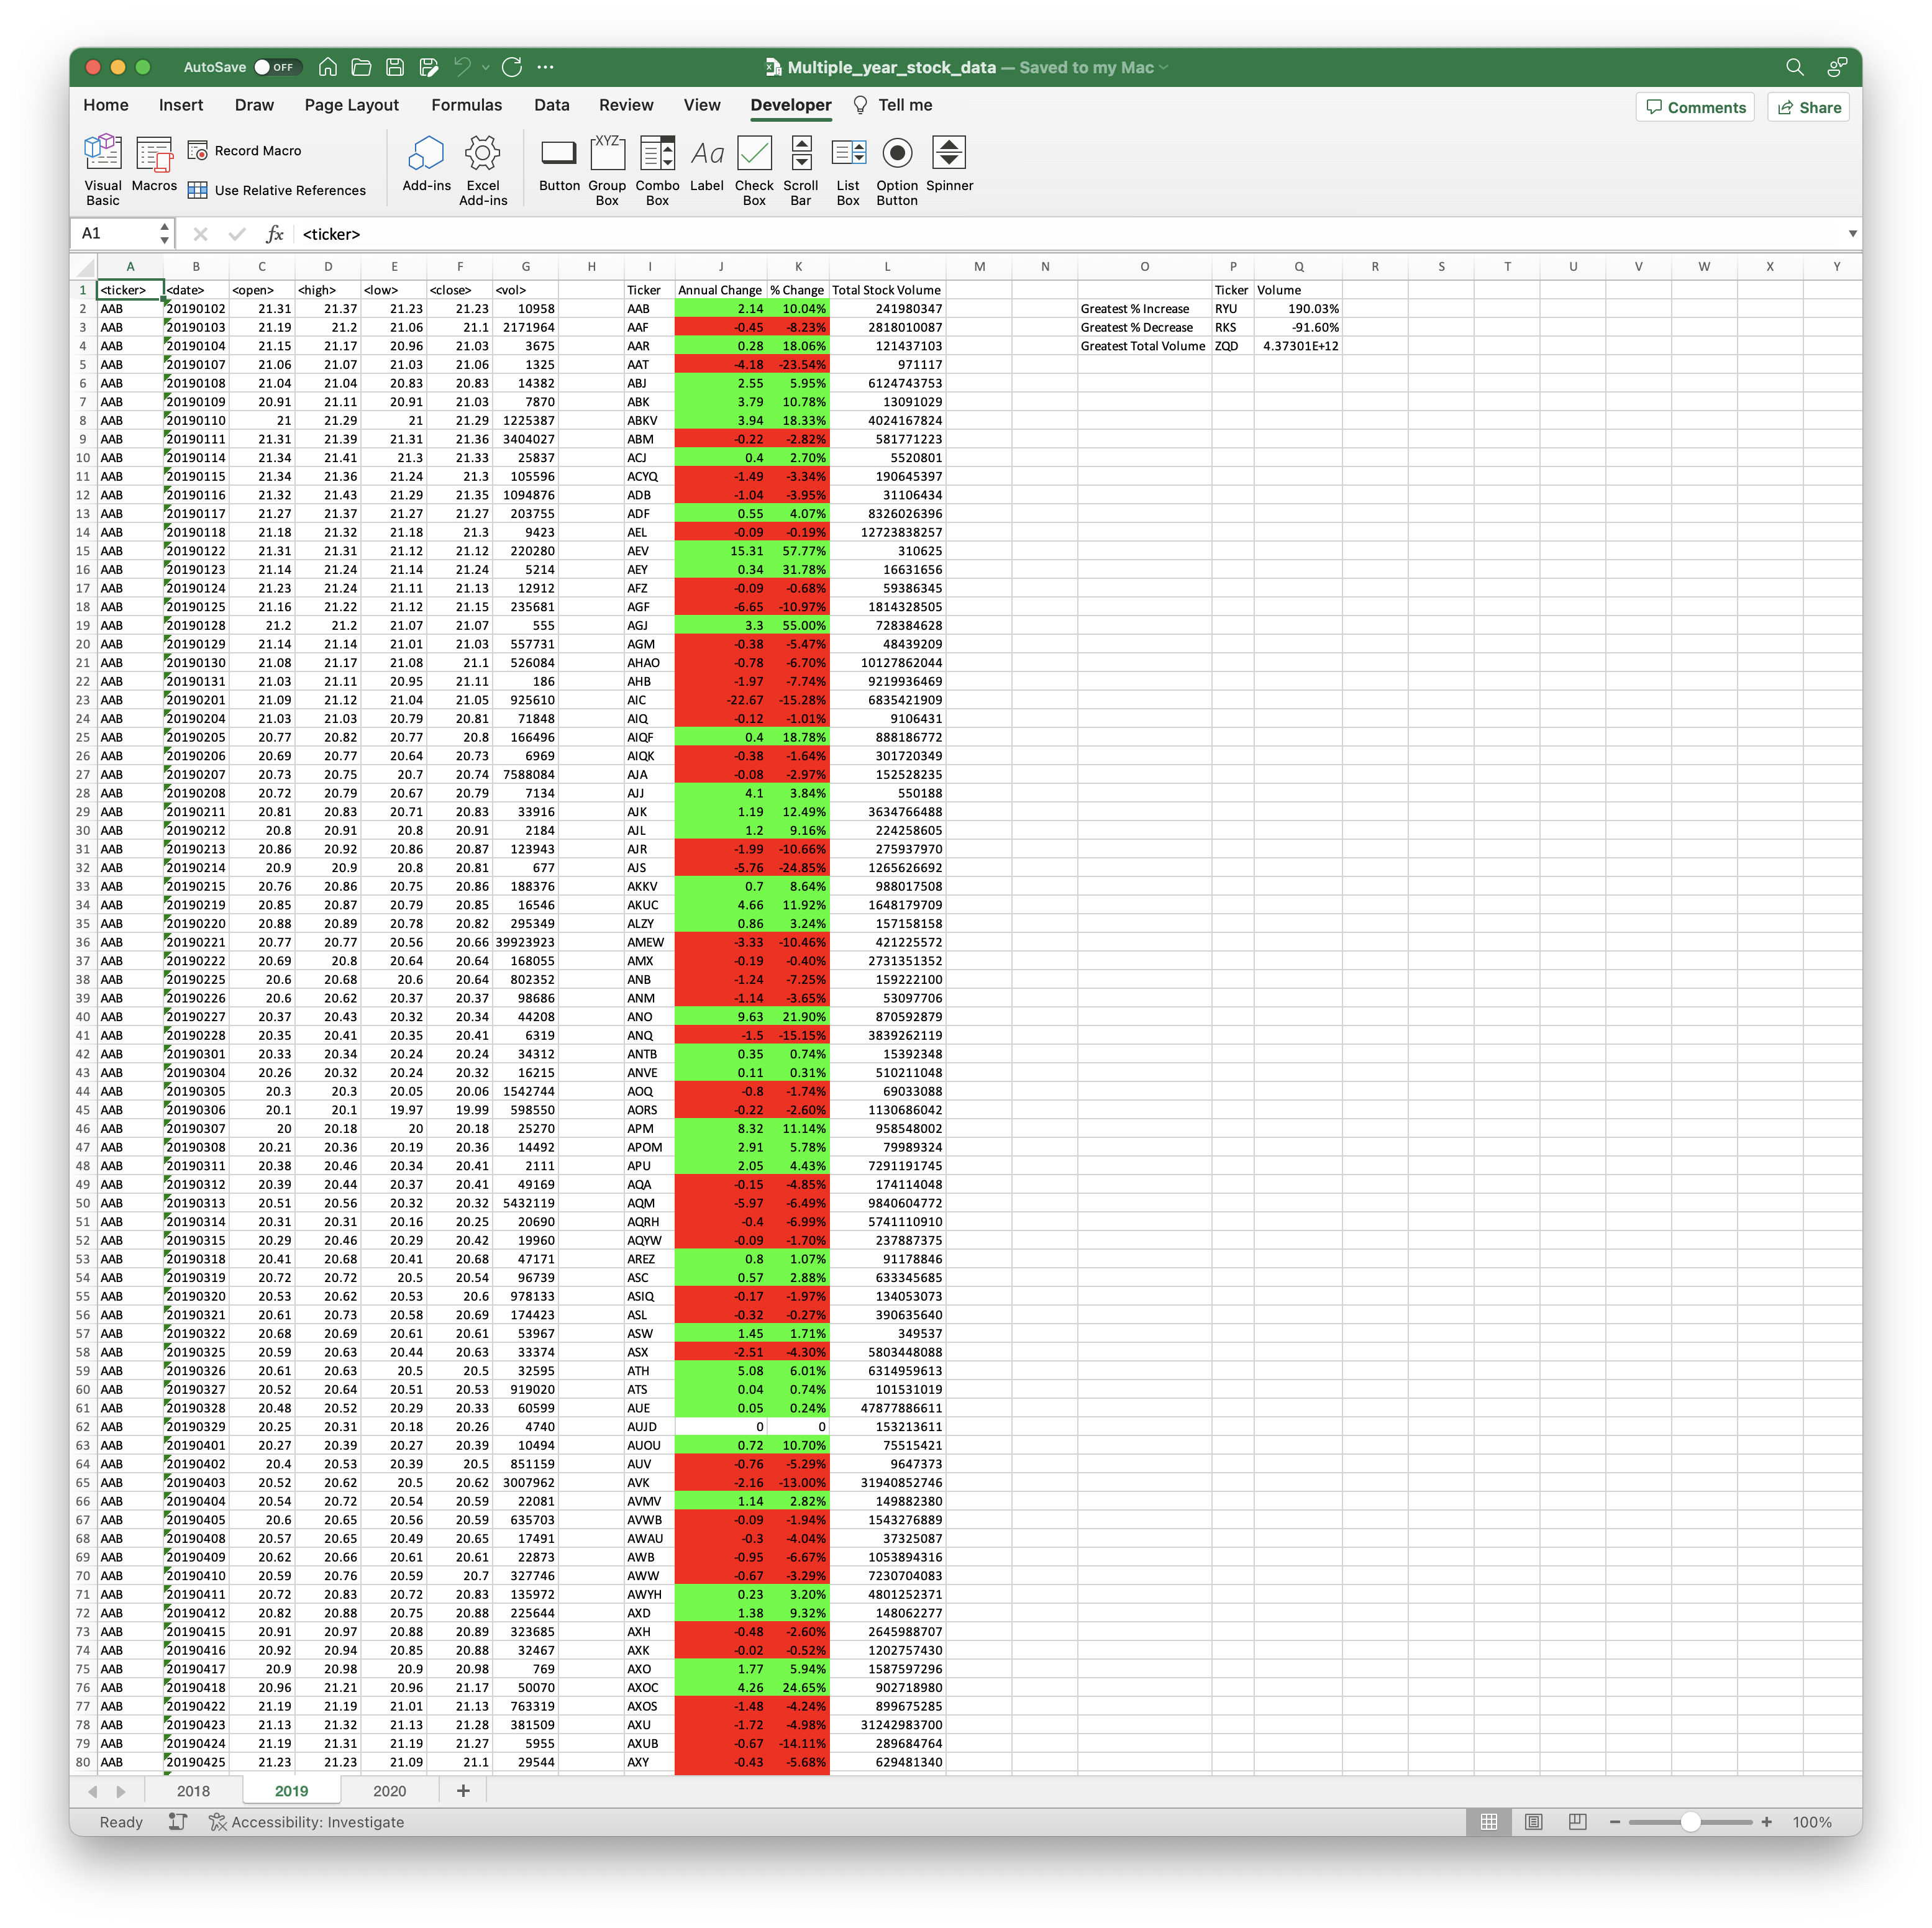 AutoSave OFF Multiple_year_stock_data — Saved to my Mac
Home Insert Draw Page Layout Formulas Data Review View Developer Tell me Comments Share
Visual Basic Macros Record Macro Use Relative References Add-ins Excel Add-ins XYZ Aa Button Group Box Combo Box Label Check Box Scroll Bar List Box Option Button Spinner
A1 fx <ticker>
A B C D E F G H I J K L M N O P Q R S T U V W X Y
1 <ticker> <date> <open> <high> <low> <close> <vol> Ticker Annual Change % Change Total Stock Volume Ticker Volume
2 AAB 20190102 21.31 21.37 21.23 21.23 10958 AAB 2.14 10.04% 241980347 Greatest % Increase RYU 190.03%
3 AAB 20190103 21.19 21.2 21.06 21.1 2171964 AAF -0.45 -8.23% 2818010087 Greatest % Decrease RKS -91.60%
4 AAB 20190104 21.15 21.17 20.96 21.03 3675 AAR 0.28 18.06% 121437103 Greatest Total Volume ZQD 4.37301E+12
5 AAB 20190107 21.06 21.07 21.03 21.06 1325 AAT -4.18 -23.54% 971117
6 AAB 20190108 21.04 21.04 20.83 20.83 14382 ABJ 2.55 5.95% 6124743753
7 AAB 20190109 20.91 21.11 20.91 21.03 7870 ABK 3.79 10.78% 13091029
8 AAB 20190110 21 21.29 21 21.29 1225387 ABKV 3.94 18.33% 4024167824
9 AAB 20190111 21.31 21.39 21.31 21.36 3404027 ABM -0.22 -2.82% 581771223
10 AAB 20190114 21.34 21.41 21.3 21.33 25837 ACJ 0.4 2.70% 5520801
11 AAB 20190115 21.34 21.36 21.24 21.3 105596 ACYQ -1.49 -3.34% 190645397
12 AAB 20190116 21.32 21.43 21.29 21.35 1094876 ADB -1.04 -3.95% 31106434
13 AAB 20190117 21.27 21.37 21.27 21.27 203755 ADF 0.55 4.07% 8326026396
14 AAB 20190118 21.18 21.32 21.18 21.3 9423 AEL -0.09 -0.19% 12723838257
15 AAB 20190122 21.31 21.31 21.12 21.12 220280 AEV 15.31 57.77% 310625
16 AAB 20190123 21.14 21.24 21.14 21.24 5214 AEY 0.34 31.78% 16631656
17 AAB 20190124 21.23 21.24 21.11 21.13 12912 AFZ -0.09 -0.68% 59386345
18 AAB 20190125 21.16 21.22 21.12 21.15 235681 AGF -6.65 -10.97% 1814328505
19 AAB 20190128 21.2 21.2 21.07 21.07 555 AGJ 3.3 55.00% 728384628
20 AAB 20190129 21.14 21.14 21.01 21.03 557731 AGM -0.38 -5.47% 48439209
21 AAB 20190130 21.08 21.17 21.08 21.1 526084 AHAO -0.78 -6.70% 10127862044
22 AAB 20190131 21.03 21.11 20.95 21.11 186 AHB -1.97 -7.74% 9219936469
23 AAB 20190201 21.09 21.12 21.04 21.05 925610 AIC -22.67 -15.28% 6835421909
24 AAB 20190204 21.03 21.03 20.79 20.81 71848 AIQ -0.12 -1.01% 9106431
25 AAB 20190205 20.77 20.82 20.77 20.8 166496 AIQF 0.4 18.78% 888186772
26 AAB 20190206 20.69 20.77 20.64 20.73 6969 AIQK -0.38 -1.64% 301720349
27 AAB 20190207 20.73 20.75 20.7 20.74 7588084 AJA -0.08 -2.97% 152528235
28 AAB 20190208 20.72 20.79 20.67 20.79 7134 AJJ 4.1 3.84% 550188
29 AAB 20190211 20.81 20.83 20.71 20.83 33916 AJK 1.19 12.49% 3634766488
30 AAB 20190212 20.8 20.91 20.8 20.91 2184 AJL 1.2 9.16% 224258605
31 AAB 20190213 20.86 20.92 20.86 20.87 123943 AJR -1.99 -10.66% 275937970
32 AAB 20190214 20.9 20.9 20.8 20.81 677 AJS -5.76 -24.85% 1265626692
33 AAB 20190215 20.76 20.86 20.75 20.86 188376 AKKV 0.7 8.64% 988017508
34 AAB 20190219 20.85 20.87 20.79 20.85 16546 AKUC 4.66 11.92% 1648179709
35 AAB 20190220 20.88 20.89 20.78 20.82 295349 ALZY 0.86 3.24% 157158158
36 AAB 20190221 20.77 20.77 20.56 20.66 39923923 AMEW -3.33 -10.46% 421225572
37 AAB 20190222 20.69 20.8 20.64 20.64 168055 AMX -0.19 -0.40% 2731351352
38 AAB 20190225 20.6 20.68 20.6 20.64 802352 ANB -1.24 -7.25% 159222100
39 AAB 20190226 20.6 20.62 20.37 20.37 98686 ANM -1.14 -3.65% 53097706
40 AAB 20190227 20.37 20.43 20.32 20.34 44208 ANO 9.63 21.90% 870592879
41 AAB 20190228 20.35 20.41 20.35 20.41 6319 ANQ -1.5 -15.15% 3839262119
42 AAB 20190301 20.33 20.34 20.24 20.24 34312 ANTB 0.35 0.74% 15392348
43 AAB 20190304 20.26 20.32 20.24 20.32 16215 ANVE 0.11 0.31% 510211048
44 AAB 20190305 20.3 20.3 20.05 20.06 1542744 AOQ -0.8 -1.74% 69033088
45 AAB 20190306 20.1 20.1 19.97 19.99 598550 AORS -0.22 -2.60% 1130686042
46 AAB 20190307 20 20.18 20 20.18 25270 APM 8.32 11.14% 958548002
47 AAB 20190308 20.21 20.36 20.19 20.36 14492 APOM 2.91 5.78% 79989324
48 AAB 20190311 20.38 20.46 20.34 20.41 2111 APU 2.05 4.43% 7291191745
49 AAB 20190312 20.39 20.44 20.37 20.41 49169 AQA -0.15 -4.85% 174114048
50 AAB 20190313 20.51 20.56 20.32 20.32 5432119 AQM -5.97 -6.49% 9840604772
51 AAB 20190314 20.31 20.31 20.16 20.25 20690 AQRH -0.4 -6.99% 5741110910
52 AAB 20190315 20.29 20.46 20.29 20.42 19960 AQYW -0.09 -1.70% 237887375
53 AAB 20190318 20.41 20.68 20.41 20.68 47171 AREZ 0.8 1.07% 91178846
54 AAB 20190319 20.72 20.72 20.5 20.54 96739 ASC 0.57 2.88% 633345685
55 AAB 20190320 20.53 20.62 20.53 20.6 978133 ASIQ -0.17 -1.97% 134053073
56 AAB 20190321 20.61 20.73 20.58 20.69 174423 ASL -0.32 -0.27% 390635640
57 AAB 20190322 20.68 20.69 20.61 20.61 53967 ASW 1.45 1.71% 349537
58 AAB 20190325 20.59 20.63 20.44 20.63 33374 ASX -2.51 -4.30% 5803448088
59 AAB 20190326 20.61 20.63 20.5 20.5 32595 ATH 5.08 6.01% 6314959613
60 AAB 20190327 20.52 20.64 20.51 20.53 919020 ATS 0.04 0.74% 101531019
61 AAB 20190328 20.48 20.52 20.29 20.33 60599 AUE 0.05 0.24% 47877886611
62 AAB 20190329 20.25 20.31 20.18 20.26 4740 AUJD 0 0 153213611
63 AAB 20190401 20.27 20.39 20.27 20.39 10494 AUOU 0.72 10.70% 75515421
64 AAB 20190402 20.4 20.53 20.39 20.5 851159 AUV -0.76 -5.29% 9647373
65 AAB 20190403 20.52 20.62 20.5 20.62 3007962 AVK -2.16 -13.00% 31940852746
66 AAB 20190404 20.54 20.72 20.54 20.59 22081 AVMV 1.14 2.82% 149882380
67 AAB 20190405 20.6 20.65 20.56 20.59 635703 AVWB -0.09 -1.94% 1543276889
68 AAB 20190408 20.57 20.65 20.49 20.65 17491 AWAU -0.3 -4.04% 37325087
69 AAB 20190409 20.62 20.66 20.61 20.61 22873 AWB -0.95 -6.67% 1053894316
70 AAB 20190410 20.59 20.76 20.59 20.7 327746 AWW -0.67 -3.29% 7230704083
71 AAB 20190411 20.72 20.83 20.72 20.83 135972 AWYH 0.23 3.20% 4801252371
72 AAB 20190412 20.82 20.88 20.75 20.88 225644 AXD 1.38 9.32% 148062277
73 AAB 20190415 20.91 20.97 20.88 20.89 323685 AXH -0.48 -2.60% 2645988707
74 AAB 20190416 20.92 20.94 20.85 20.88 32467 AXK -0.02 -0.52% 1202757430
75 AAB 20190417 20.9 20.98 20.9 20.98 769 AXO 1.77 5.94% 1587597296
76 AAB 20190418 20.96 21.21 20.96 21.17 50070 AXOC 4.26 24.65% 902718980
77 AAB 20190422 21.19 21.19 21.01 21.13 763319 AXOS -1.48 -4.24% 899675285
78 AAB 20190423 21.13 21.32 21.13 21.28 381509 AXU -1.72 -4.98% 31242983700
79 AAB 20190424 21.19 21.31 21.19 21.27 5955 AXUB -0.67 -14.11% 289684764
80 AAB 20190425 21.23 21.23 21.09 21.1 29544 AXY -0.43 -5.68% 629481340
2018 2019 2020 +
Ready Accessibility: Investigate 100%